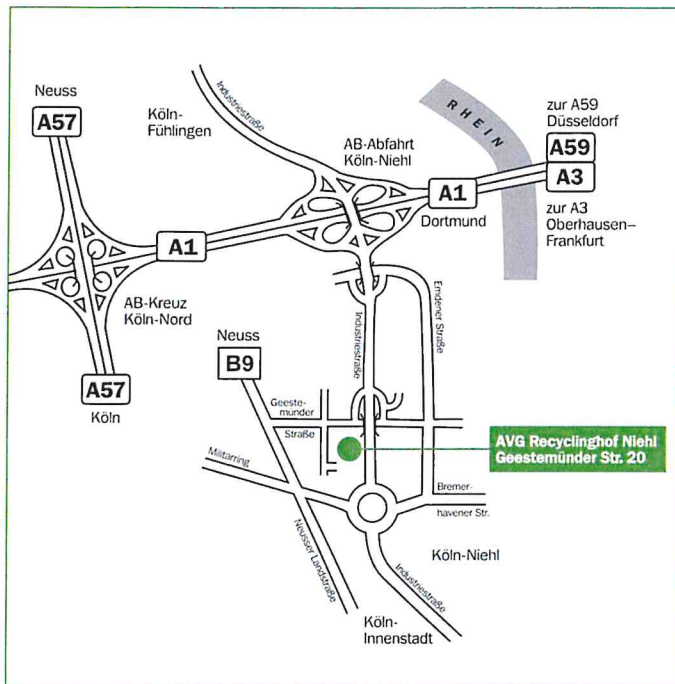 Neuss
A57
Köln-
Fühlingen
Industriestraße
AB-Abfahrt
Köln-Niehl
RHEIN
zur A59
Düsseldorf
A59
A3
zur A3
Oberhausen–
Frankfurt
A1
Dortmund
A1
AB-Kreuz
Köln-Nord
A57
Köln
Neuss
B9
Industriestraße
Emdener Straße
Geeste-
münder
Straße
AVG Recyclinghof Niehl
Geestemünder Str. 20
Militärring
Bremer-
havener Str.
Neusser Landstraße
Köln-Niehl
Industriestraße
Köln-
Innenstadt